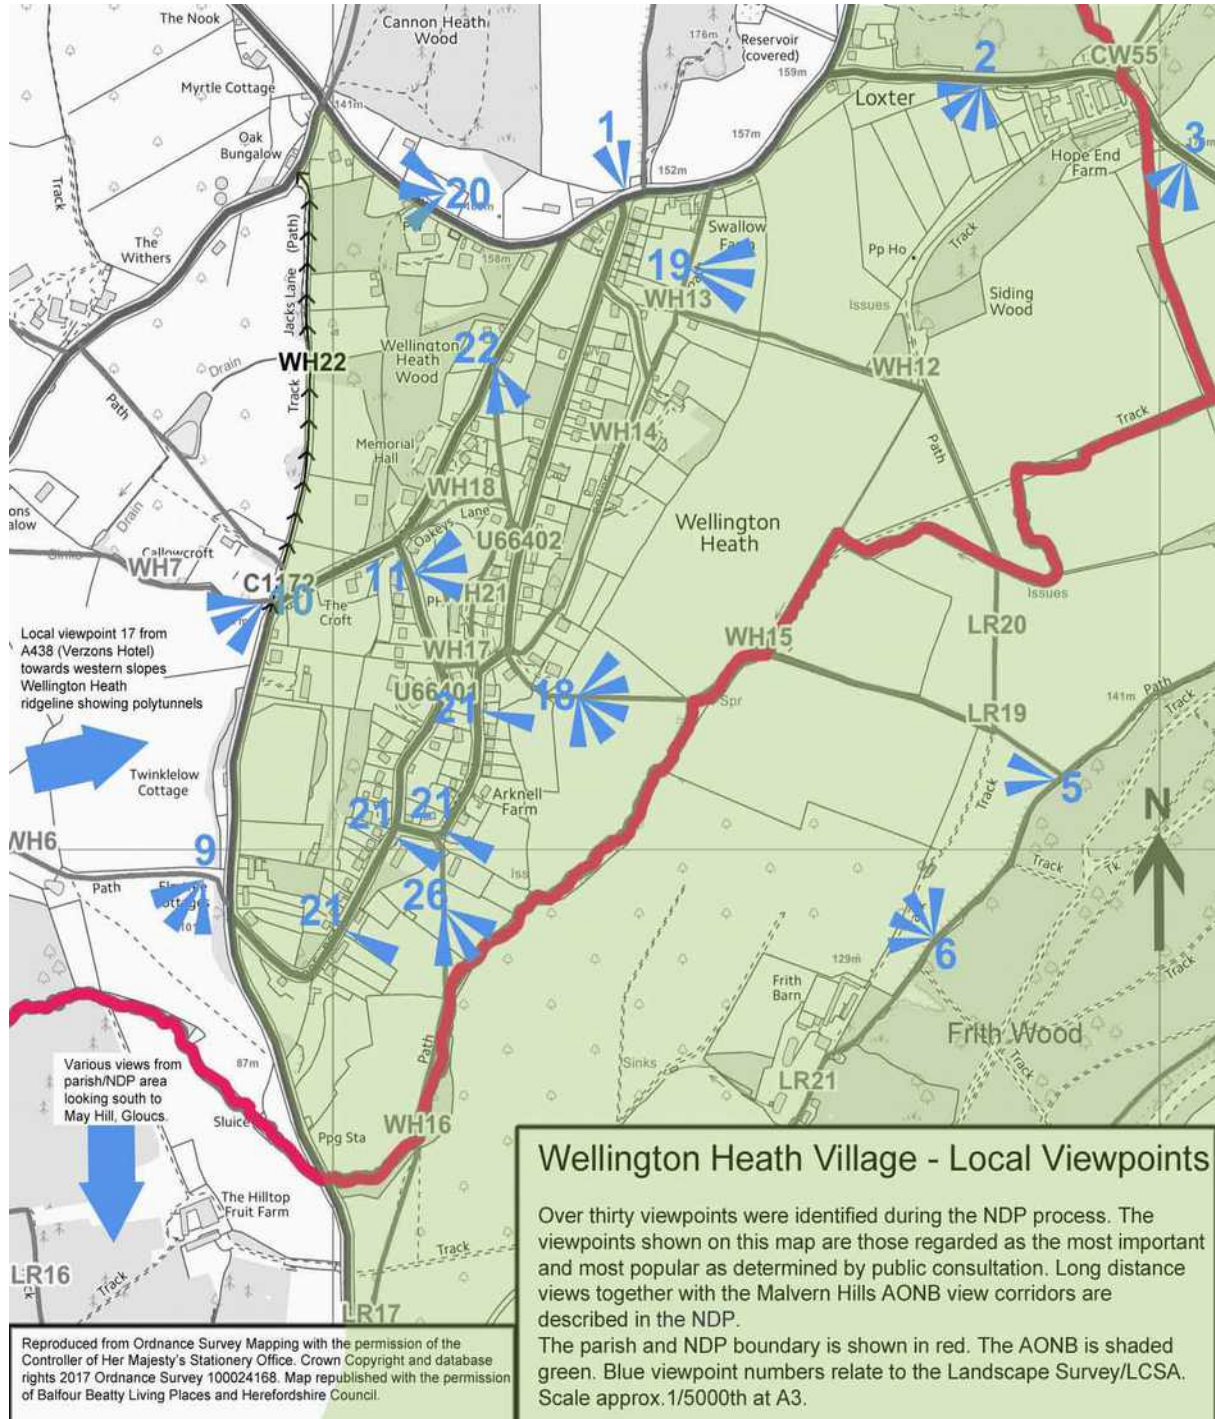 The Nook
Cannon Heath
Wood
176m
Reservoir
(covered)
159m
CW55
2
Loxter
Myrtle Cottage
141m
1
157m
3
Oak
Bungalow
Hope End
Farm
152m
20
Track
Jacks Lane (Path)
The
Withers
158m
Swallow
Farm
19
WH13
Pp Ho
Track
Issues
Siding
Wood
WH22
Wellington
Heath
Wood
22
WH12
Drain
Track
Path
Track
WH14
Path
Memorial
Hall
WH18
Oakeys Lane
Drain
Wellington
Heath
U66402
Sinks
Callowcroft
WH7
C1172
10
11
The
Croft
PH
H21
Issues
LR20
WH15
Local viewpoint 17 from
A438 (Verzons Hotel)
towards western slopes
Wellington Heath
ridgeline showing polytunnels
WH17
U66401
21
18
Spr
141m
Path
Track
LR19
Track
5
Twinklelow
Cottage
Arknell
Farm
21
21
N
WH6
9
Path
Iss
Track
Tk
26
21
6
129m
Track
Frith
Barn
Frith Wood
Track
Path
87m
Sinks
LR21
Various views from
parish/NDP area
looking south to
May Hill, Gloucs.
Sluice
Ppg Sta
WH16
The Hilltop
Fruit Farm
Track
LR16
Track
LR17
Wellington Heath Village - Local Viewpoints
Over thirty viewpoints were identified during the NDP process. The
viewpoints shown on this map are those regarded as the most important
and most popular as determined by public consultation. Long distance
views together with the Malvern Hills AONB view corridors are
described in the NDP.
The parish and NDP boundary is shown in red. The AONB is shaded
green. Blue viewpoint numbers relate to the Landscape Survey/LCSA.
Scale approx.1/5000th at A3.
Reproduced from Ordnance Survey Mapping with the permission of the
Controller of Her Majesty's Stationery Office. Crown Copyright and database
rights 2017 Ordnance Survey 100024168. Map republished with the permission
of Balfour Beatty Living Places and Herefordshire Council.